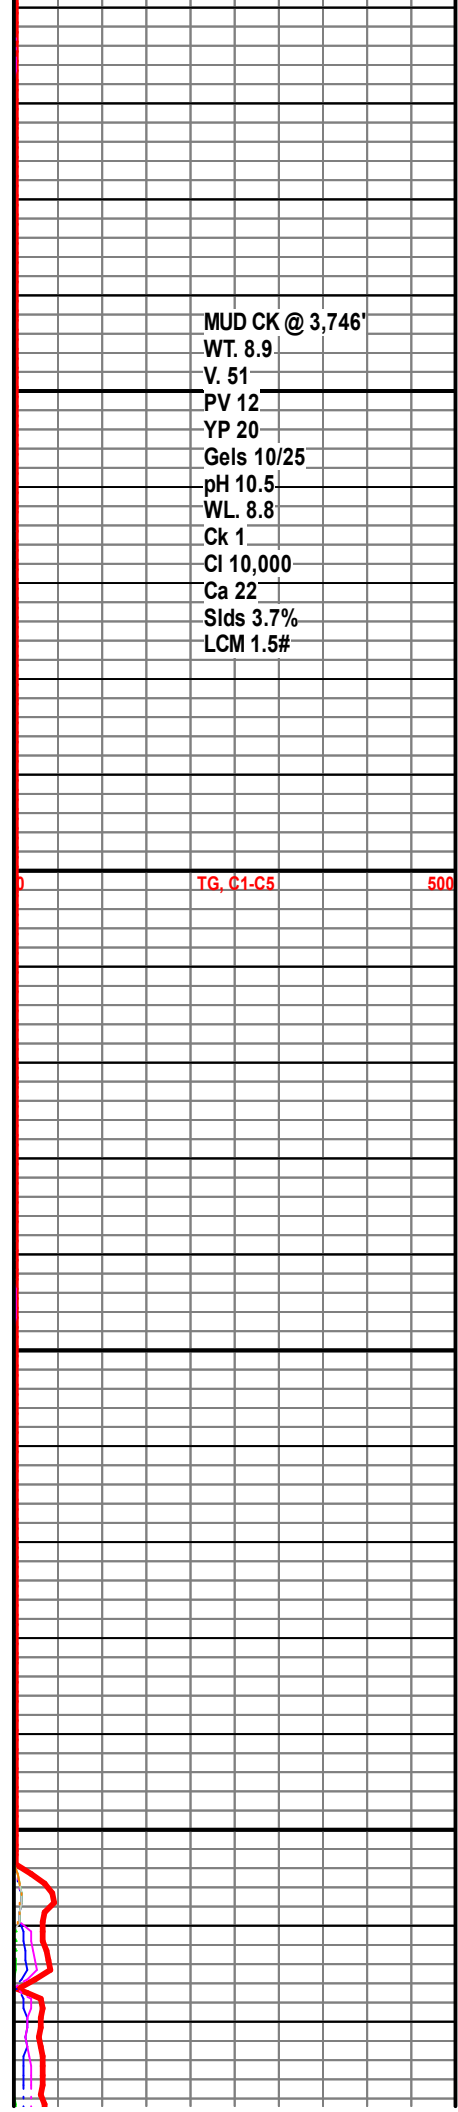 MUD CK @ 3,746'
WT. 8.9
V. 51
PV 12
YP 20
Gels 10/25
pH 10.5
WL. 8.8
Ck 1
Cl 10,000
Ca 22
Slds 3.7%
LCM 1.5#
0 TG, C1-C5 500